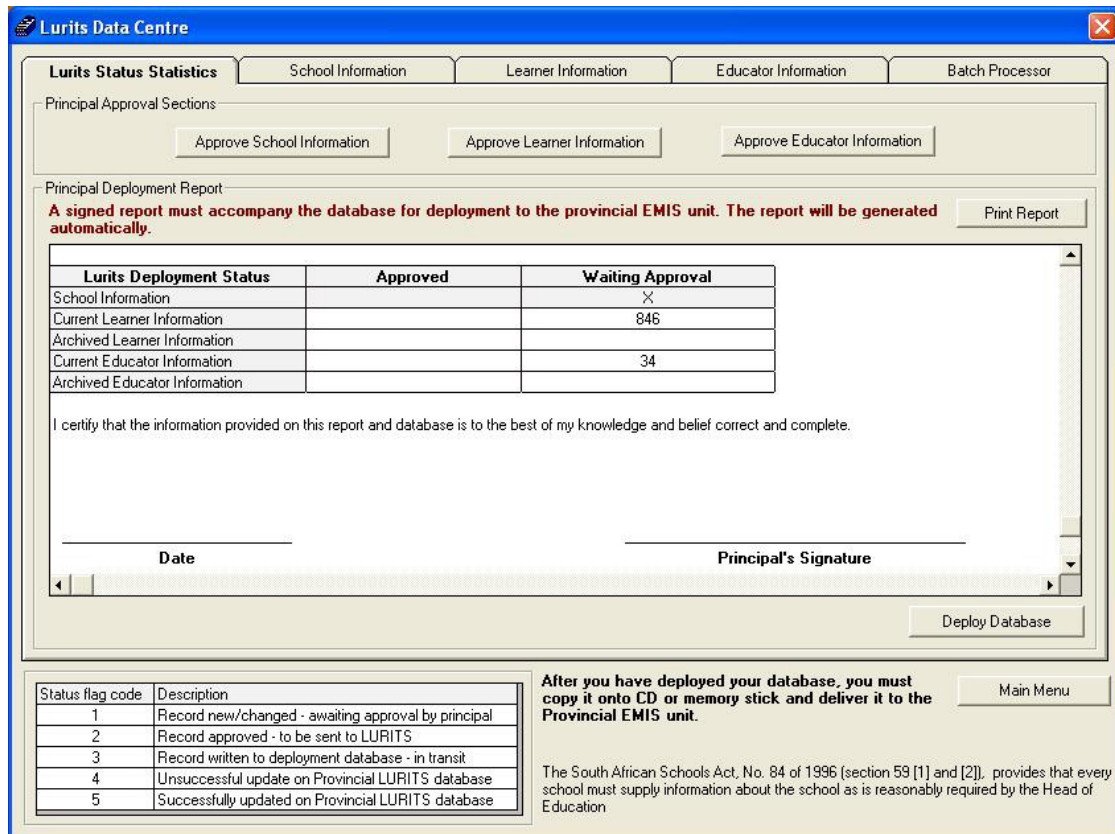 Lurits Data Centre
Lurits Status Statistics School Information Learner Information Educator Information Batch Processor
Principal Approval Sections
Approve School Information Approve Learner Information Approve Educator Information
Principal Deployment Report
A signed report must accompany the database for deployment to the provincial EMIS unit. The report will be generated
automatically.
Print Report
Lurits Deployment Status Approved Waiting Approval
School Information X
Current Learner Information 846
Archived Learner Information
Current Educator Information 34
Archived Educator Information
I certify that the information provided on this report and database is to the best of my knowledge and belief correct and complete.
Date Principal's Signature
Deploy Database
Status flag code Description
1 Record new/changed - awaiting approval by principal
2 Record approved - to be sent to LURITS
3 Record written to deployment database - in transit
4 Unsuccessful update on Provincial LURITS database
5 Successfully updated on Provincial LURITS database
After you have deployed your database, you must
copy it onto CD or memory stick and deliver it to the
Provincial EMIS unit.
Main Menu
The South African Schools Act, No. 84 of 1996 (section 59 [1] and [2]), provides that every
school must supply information about the school as is reasonably required by the Head of
Education